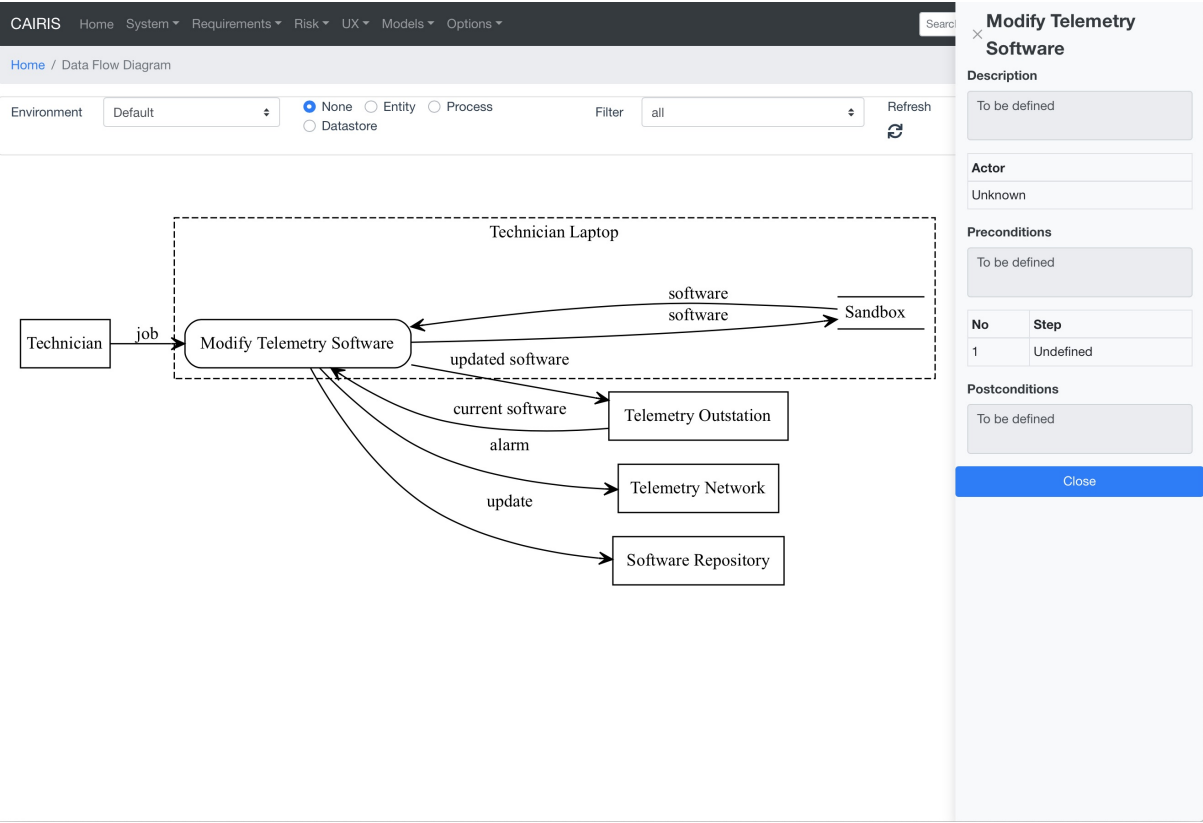 CAIRIS Home System Requirements Risk UX Models Options Searc
Home / Data Flow Diagram
Environment Default None Entity Process Filter all Refresh
Datastore
Technician Laptop
software
software
Sandbox
Technician
job
Modify Telemetry Software
updated software
current software
Telemetry Outstation
alarm
Telemetry Network
update
Software Repository
× Modify Telemetry
Software
Description
To be defined
Actor
Unknown
Preconditions
To be defined
No Step
1 Undefined
Postconditions
To be defined
Close